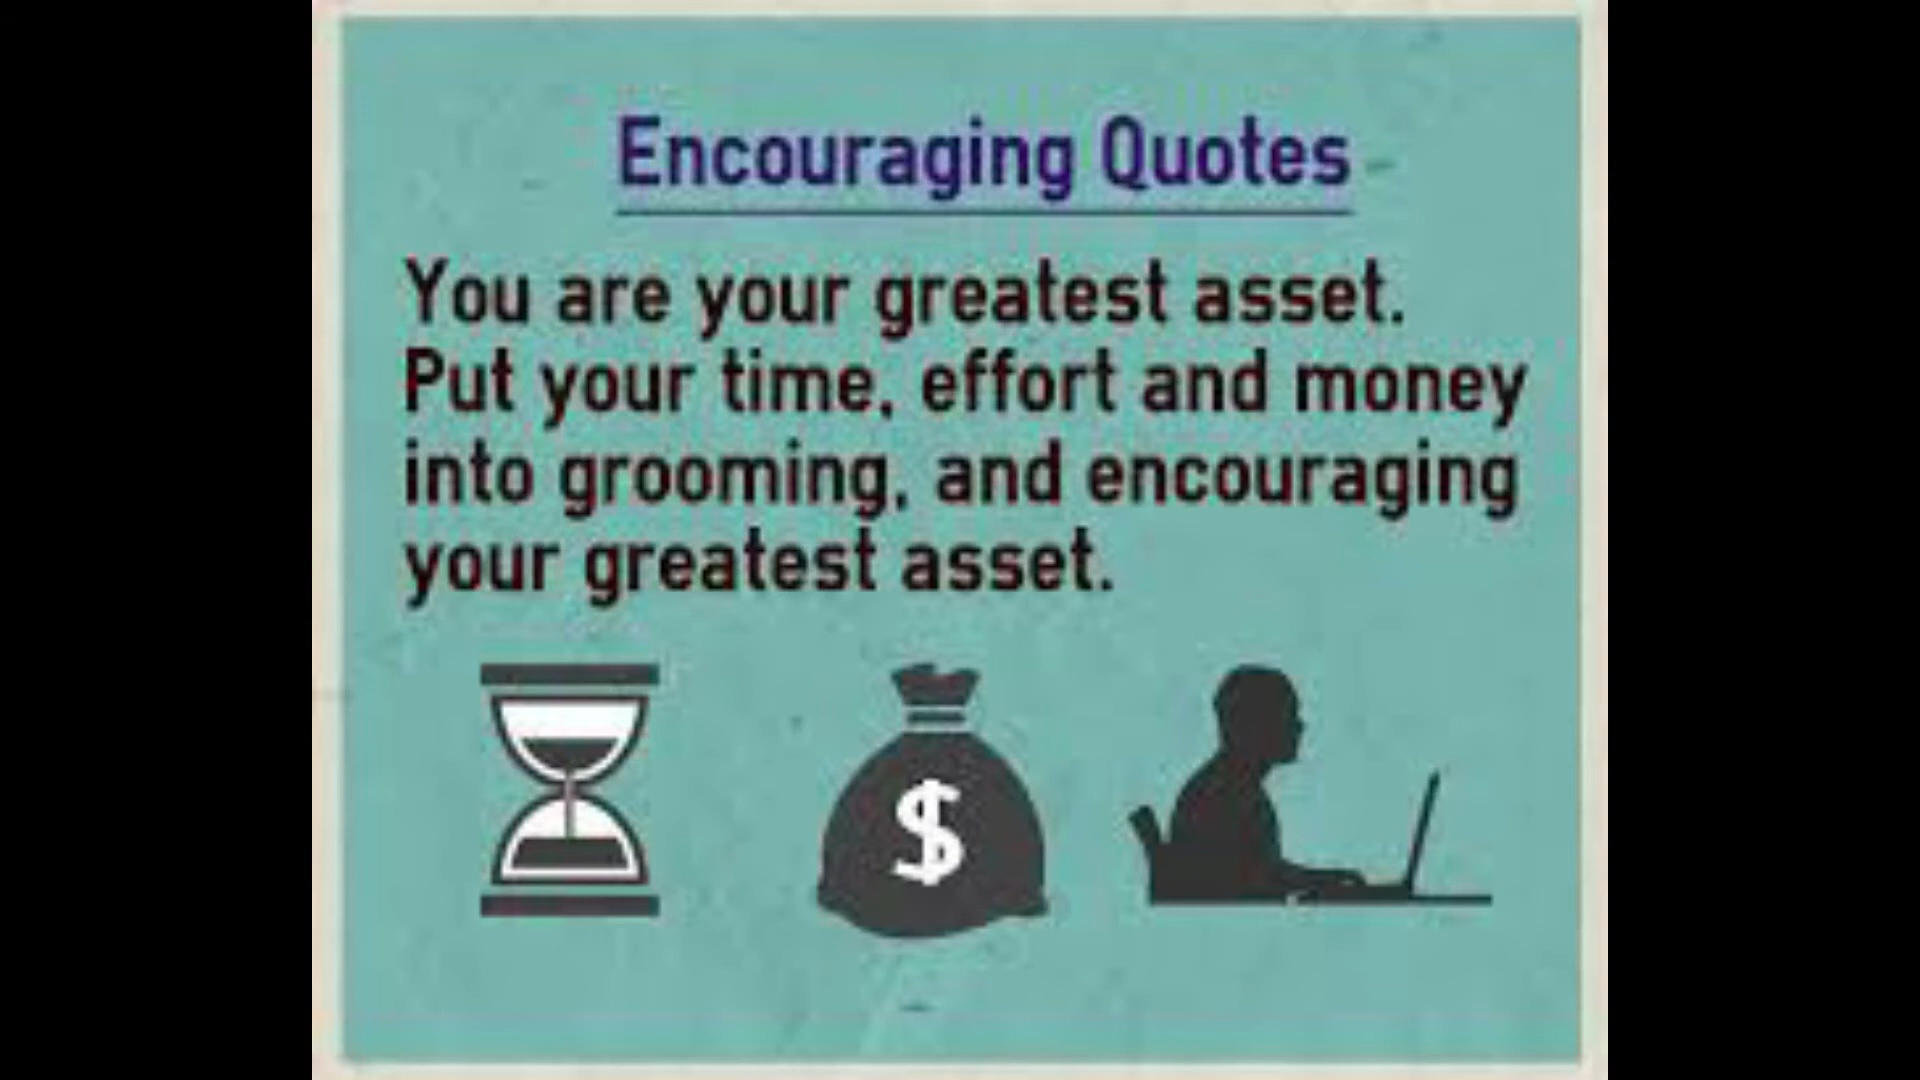 Encouraging Quotes
You are your greatest asset.
Put your time, effort and money
into grooming, and encouraging
your greatest asset.
$